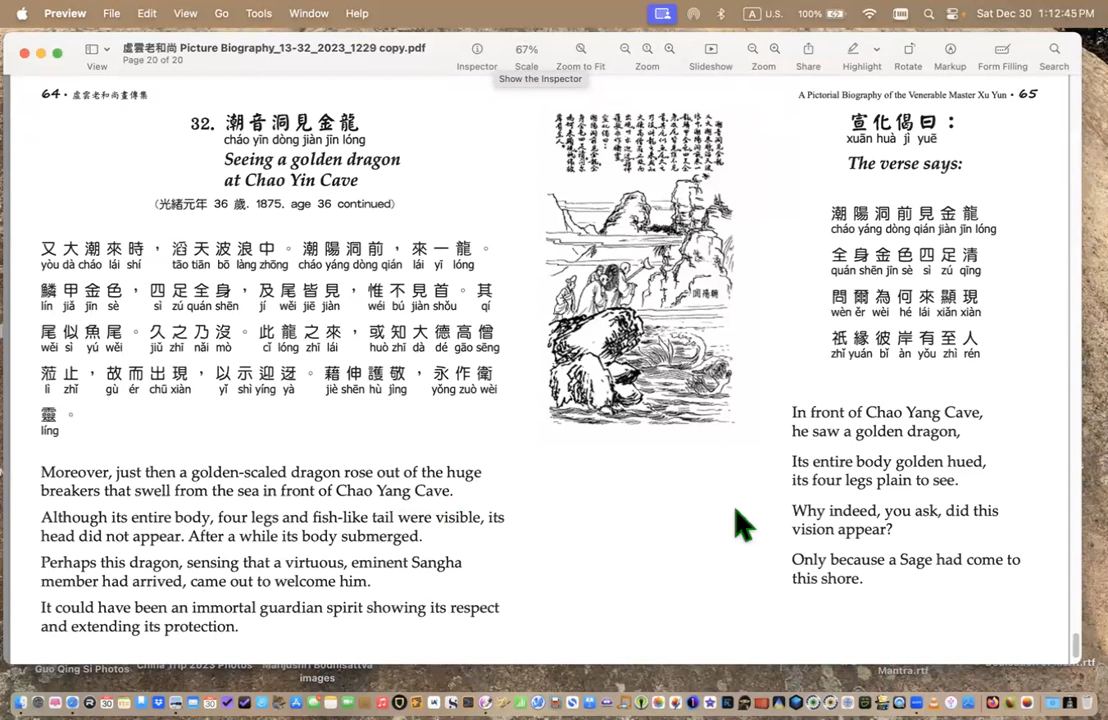 Preview File Edit View Go Tools Window Help
A U.S. 100% Sat Dec 30 1:12:45 PM
虛雲老和尚 Picture Biography_13-32_2023_1229 copy.pdf
Page 20 of 20
View Inspector 67% Scale Zoom to Fit Zoom Slideshow Zoom Share Highlight Rotate Markup Form Filling Search
Show the Inspector
64 • 虛雲老和尚畫傳集
32. 潮音洞見金龍
cháo yīn dòng jiàn jīn lóng
Seeing a golden dragon
at Chao Yin Cave
(光緒元年 36 歲. 1875. age 36 continued)
又大潮來時，滔天波浪中。潮陽洞前，來一龍。
yòu dà cháo lái shí tāo tiān bō làng zhōng cháo yáng dòng qián lái yī lóng
鱗甲金色，四足全身，及尾皆見，惟不見首。其
lín jiǎ jīn sè sì zú quán shēn jí wěi jiē jiàn wéi bú jiàn shǒu qí
尾似魚尾。久之乃沒。此龍之來，或知大德高僧
wěi sì yú wěi jiǔ zhī nǎi mò cǐ lóng zhī lái huò zhī dà dé gāo sēng
蒞止，故而出現，以示迎迓。藉伸護敬，永作衛
lì zhǐ gù ér chū xiàn yǐ shì yíng yà jiè shēn hù jìng yǒng zuò wèi
靈。
líng
Moreover, just then a golden-scaled dragon rose out of the huge
breakers that swell from the sea in front of Chao Yang Cave.
Although its entire body, four legs and fish-like tail were visible, its
head did not appear. After a while its body submerged.
Perhaps this dragon, sensing that a virtuous, eminent Sangha
member had arrived, came out to welcome him.
It could have been an immortal guardian spirit showing its respect
and extending its protection.
A Pictorial Biography of the Venerable Master Xu Yun • 65
宣化偈曰：
xuān huà jì yuē
The verse says:
潮陽洞前見金龍
cháo yáng dòng qián jiàn jīn lóng
全身金色四足清
quán shēn jīn sè sì zú qīng
問爾為何來顯現
wèn ěr wèi hé lái xiǎn xiàn
祇緣彼岸有至人
zhǐ yuán bǐ àn yǒu zhì rén
In front of Chao Yang Cave,
he saw a golden dragon,
Its entire body golden hued,
its four legs plain to see.
Why indeed, you ask, did this
vision appear?
Only because a Sage had come to
this shore.
Guo Qing Si Photos China Trip 2023 Photos Manjushri Bodhisattva
images
Mantra.rtf